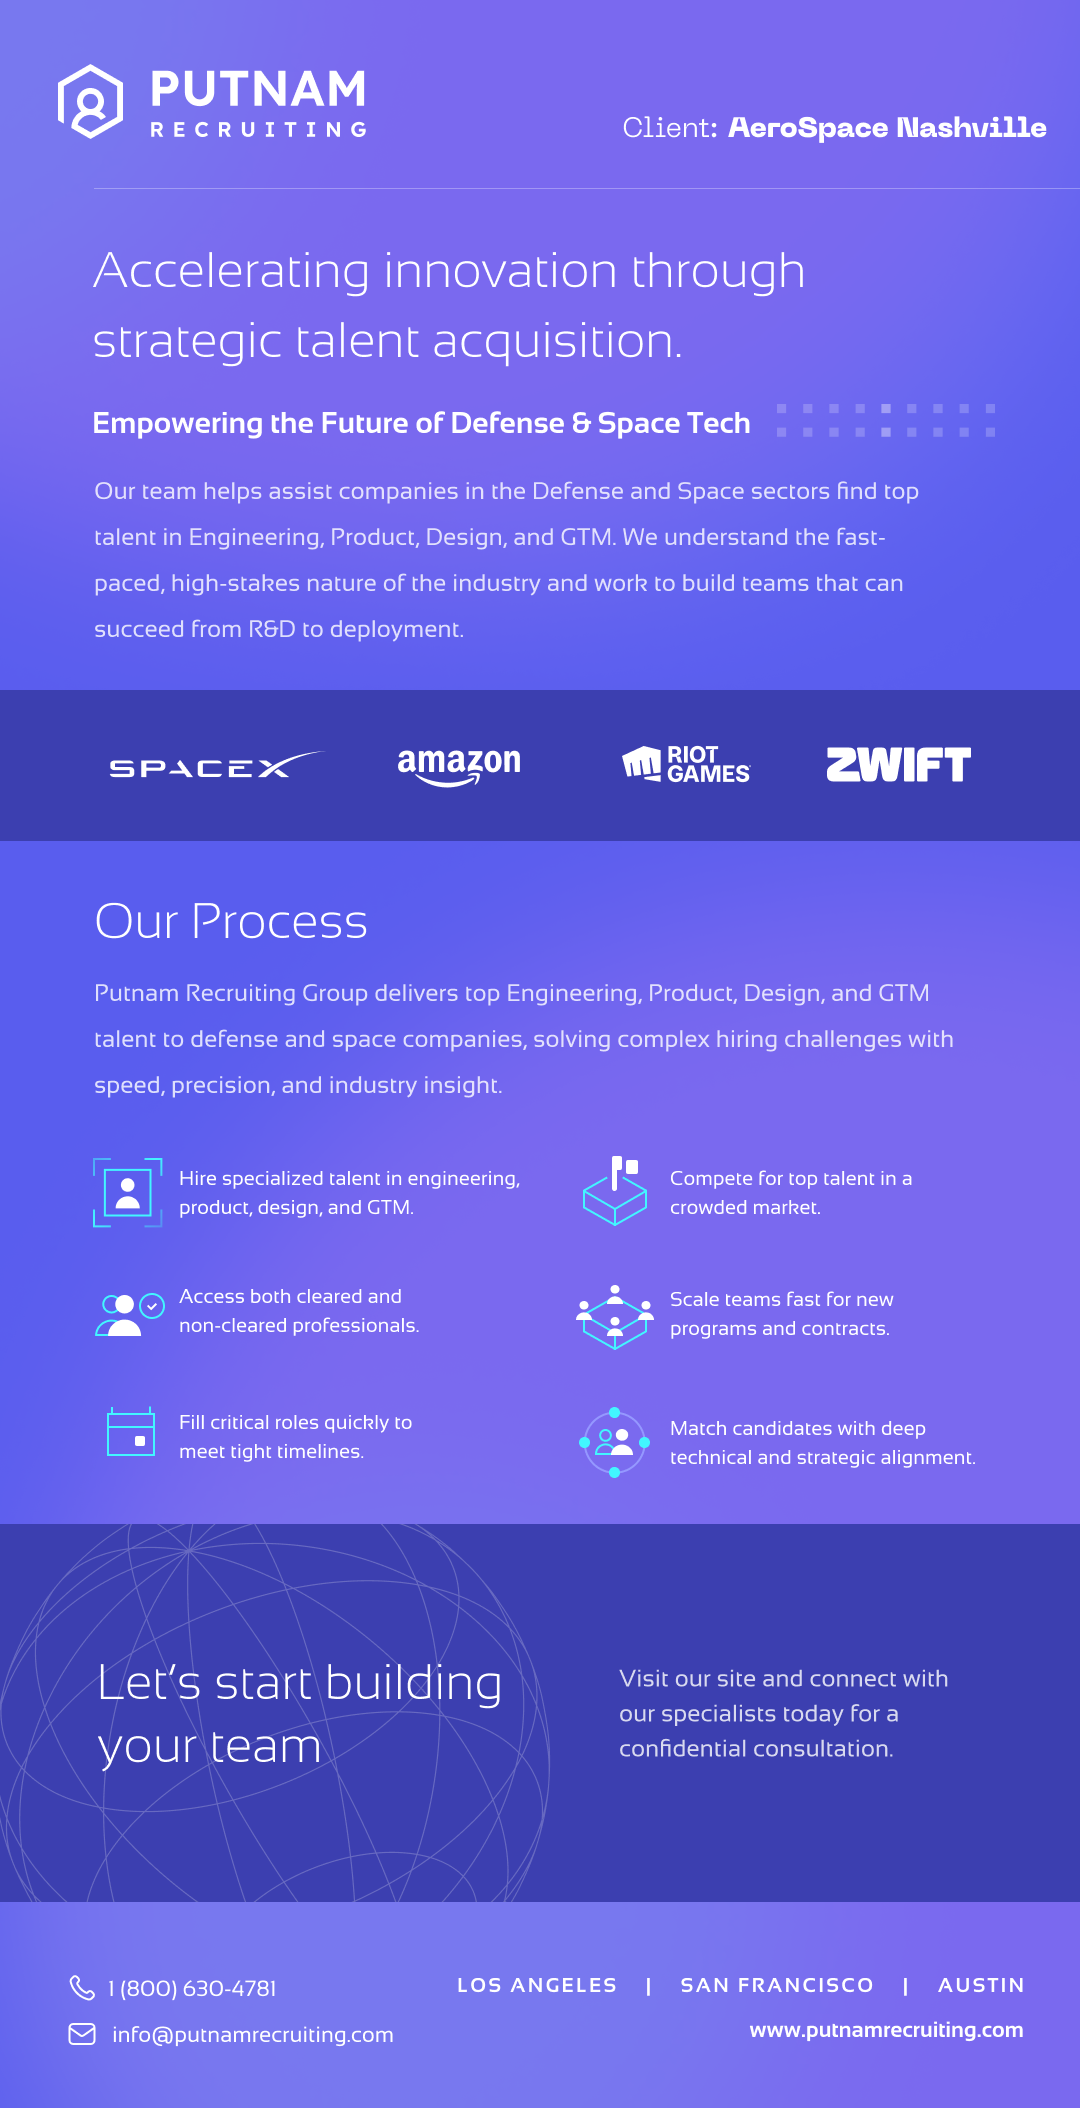 PUTNAM
RECRUITING
Client: AeroSpace Nashville
Accelerating innovation through
strategic talent acquisition.
Empowering the Future of Defense & Space Tech
Our team helps assist companies in the Defense and Space sectors find top
talent in Engineering, Product, Design, and GTM. We understand the fast-
paced, high-stakes nature of the industry and work to build teams that can
succeed from R&D to deployment.
SPACEX
amazon
RIOT
GAMES
ZWIFT
Our Process
Putnam Recruiting Group delivers top Engineering, Product, Design, and GTM
talent to defense and space companies, solving complex hiring challenges with
speed, precision, and industry insight.
Hire specialized talent in engineering,
product, design, and GTM.
Compete for top talent in a
crowded market.
Access both cleared and
non-cleared professionals.
Scale teams fast for new
programs and contracts.
Fill critical roles quickly to
meet tight timelines.
Match candidates with deep
technical and strategic alignment.
Let's start building
your team
Visit our site and connect with
our specialists today for a
confidential consultation.
1 (800) 630-4781
info@putnamrecruiting.com
LOS ANGELES | SAN FRANCISCO | AUSTIN
www.putnamrecruiting.com